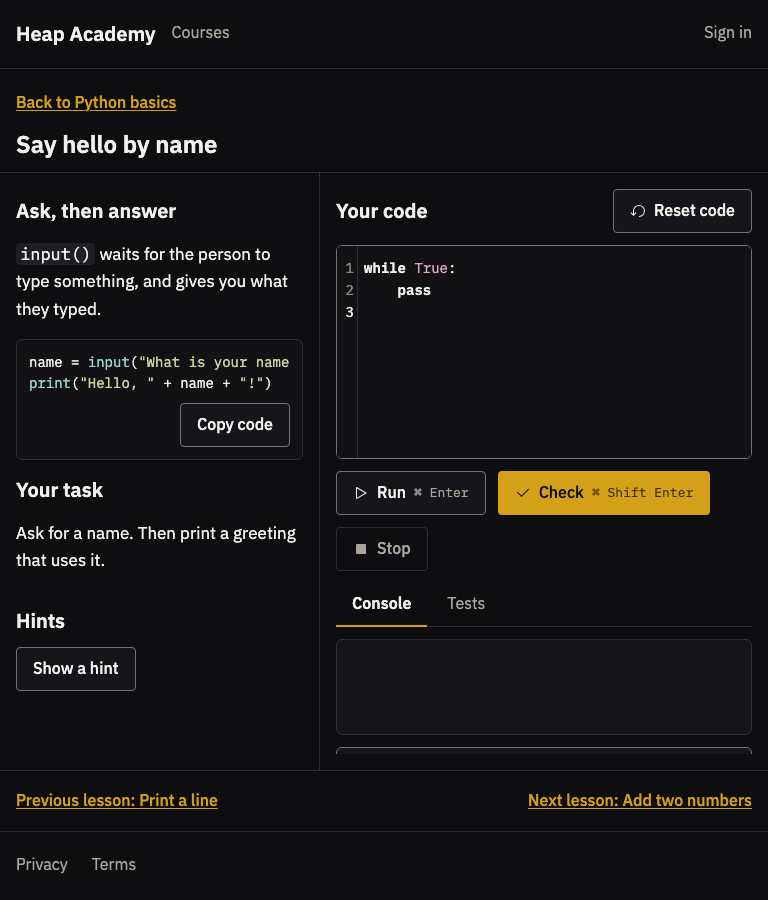 Heap Academy
Courses
Sign in
Back to Python basics
Say hello by name
Ask, then answer
input() waits for the person to
type something, and gives you what
they typed.
name = input("What is your name
print("Hello, " + name + "!")
Copy code
Your task
Ask for a name. Then print a greeting
that uses it.
Hints
Show a hint
Your code
Reset code
1 while True:
2     pass
3
Run ⌘ Enter
Check ⌘ Shift Enter
Stop
Console
Tests
Previous lesson: Print a line
Next lesson: Add two numbers
Privacy
Terms